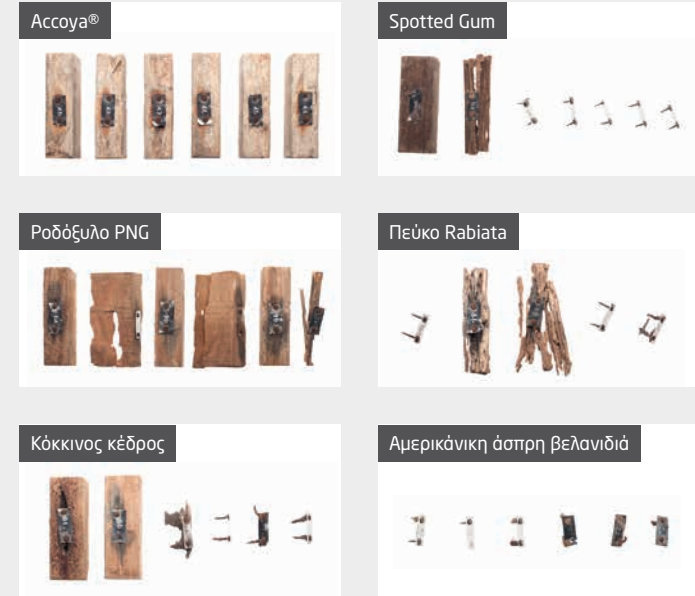 Accoya®
Spotted Gum
Ροδόξυλο PNG
Πεύκο Rabiata
Κόκκινος κέδρος
Αμερικάνικη άσπρη βελανιδιά